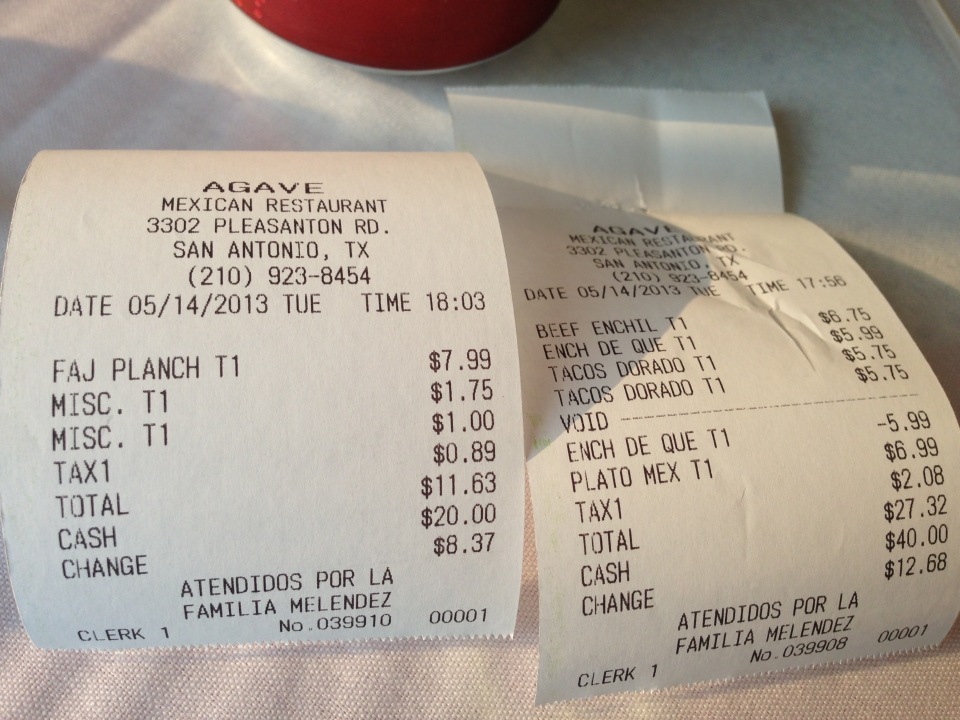 AGAVE
MEXICAN RESTAURANT
3302 PLEASANTON RD.
SAN ANTONIO, TX
(210) 923-8454
DATE 05/14/2013 TUE TIME 18:03
FAJ PLANCH T1 $7.99
MISC. T1 $1.75
MISC. T1 $1.00
TAX1 $0.89
TOTAL $11.63
CASH $20.00
CHANGE $8.37
ATENDIDOS POR LA
FAMILIA MELENDEZ
CLERK 1 No.039910 00001
AGAVE
MEXICAN RESTAURANT
3302 PLEASANTON RD.
SAN ANTONIO, TX
(210) 923-8454
DATE 05/14/2013 TUE TIME 17:56
BEEF ENCHIL T1 $6.75
ENCH DE QUE T1 $5.99
TACOS DORADO T1 $5.75
TACOS DORADO T1 $5.75
VOID
ENCH DE QUE T1 -5.99
PLATO MEX T1 $6.99
TAX1 $2.08
TOTAL $27.32
CASH $40.00
CHANGE $12.68
ATENDIDOS POR LA
FAMILIA MELENDEZ
CLERK 1 No.039908 00001